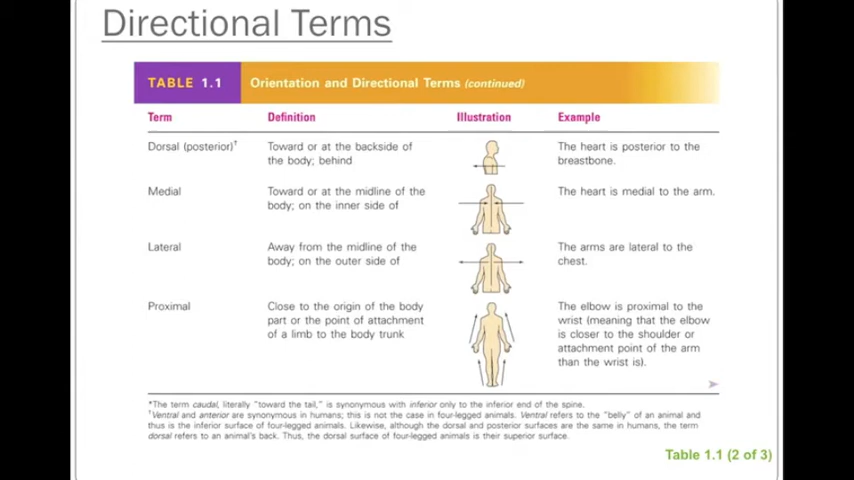 Directional Terms
TABLE 1.1
Orientation and Directional Terms (continued)
Term Definition Illustration Example
Dorsal (posterior)† Toward or at the backside of The heart is posterior to the
the body; behind breastbone.
Medial Toward or at the midline of the The heart is medial to the arm.
body; on the inner side of
Lateral Away from the midline of the The arms are lateral to the
body; on the outer side of chest.
Proximal Close to the origin of the body The elbow is proximal to the
part or the point of attachment wrist (meaning that the elbow
of a limb to the body trunk is closer to the shoulder or
attachment point of the arm
than the wrist is).
*The term caudal, literally "toward the tail," is synonymous with inferior only to the inferior end of the spine.
†Ventral and anterior are synonymous in humans; this is not the case in four-legged animals. Ventral refers to the "belly" of an animal and
thus is the inferior surface of four-legged animals. Likewise, although the dorsal and posterior surfaces are the same in humans, the term
dorsal refers to an animal's back. Thus, the dorsal surface of four-legged animals is their superior surface.
Table 1.1 (2 of 3)